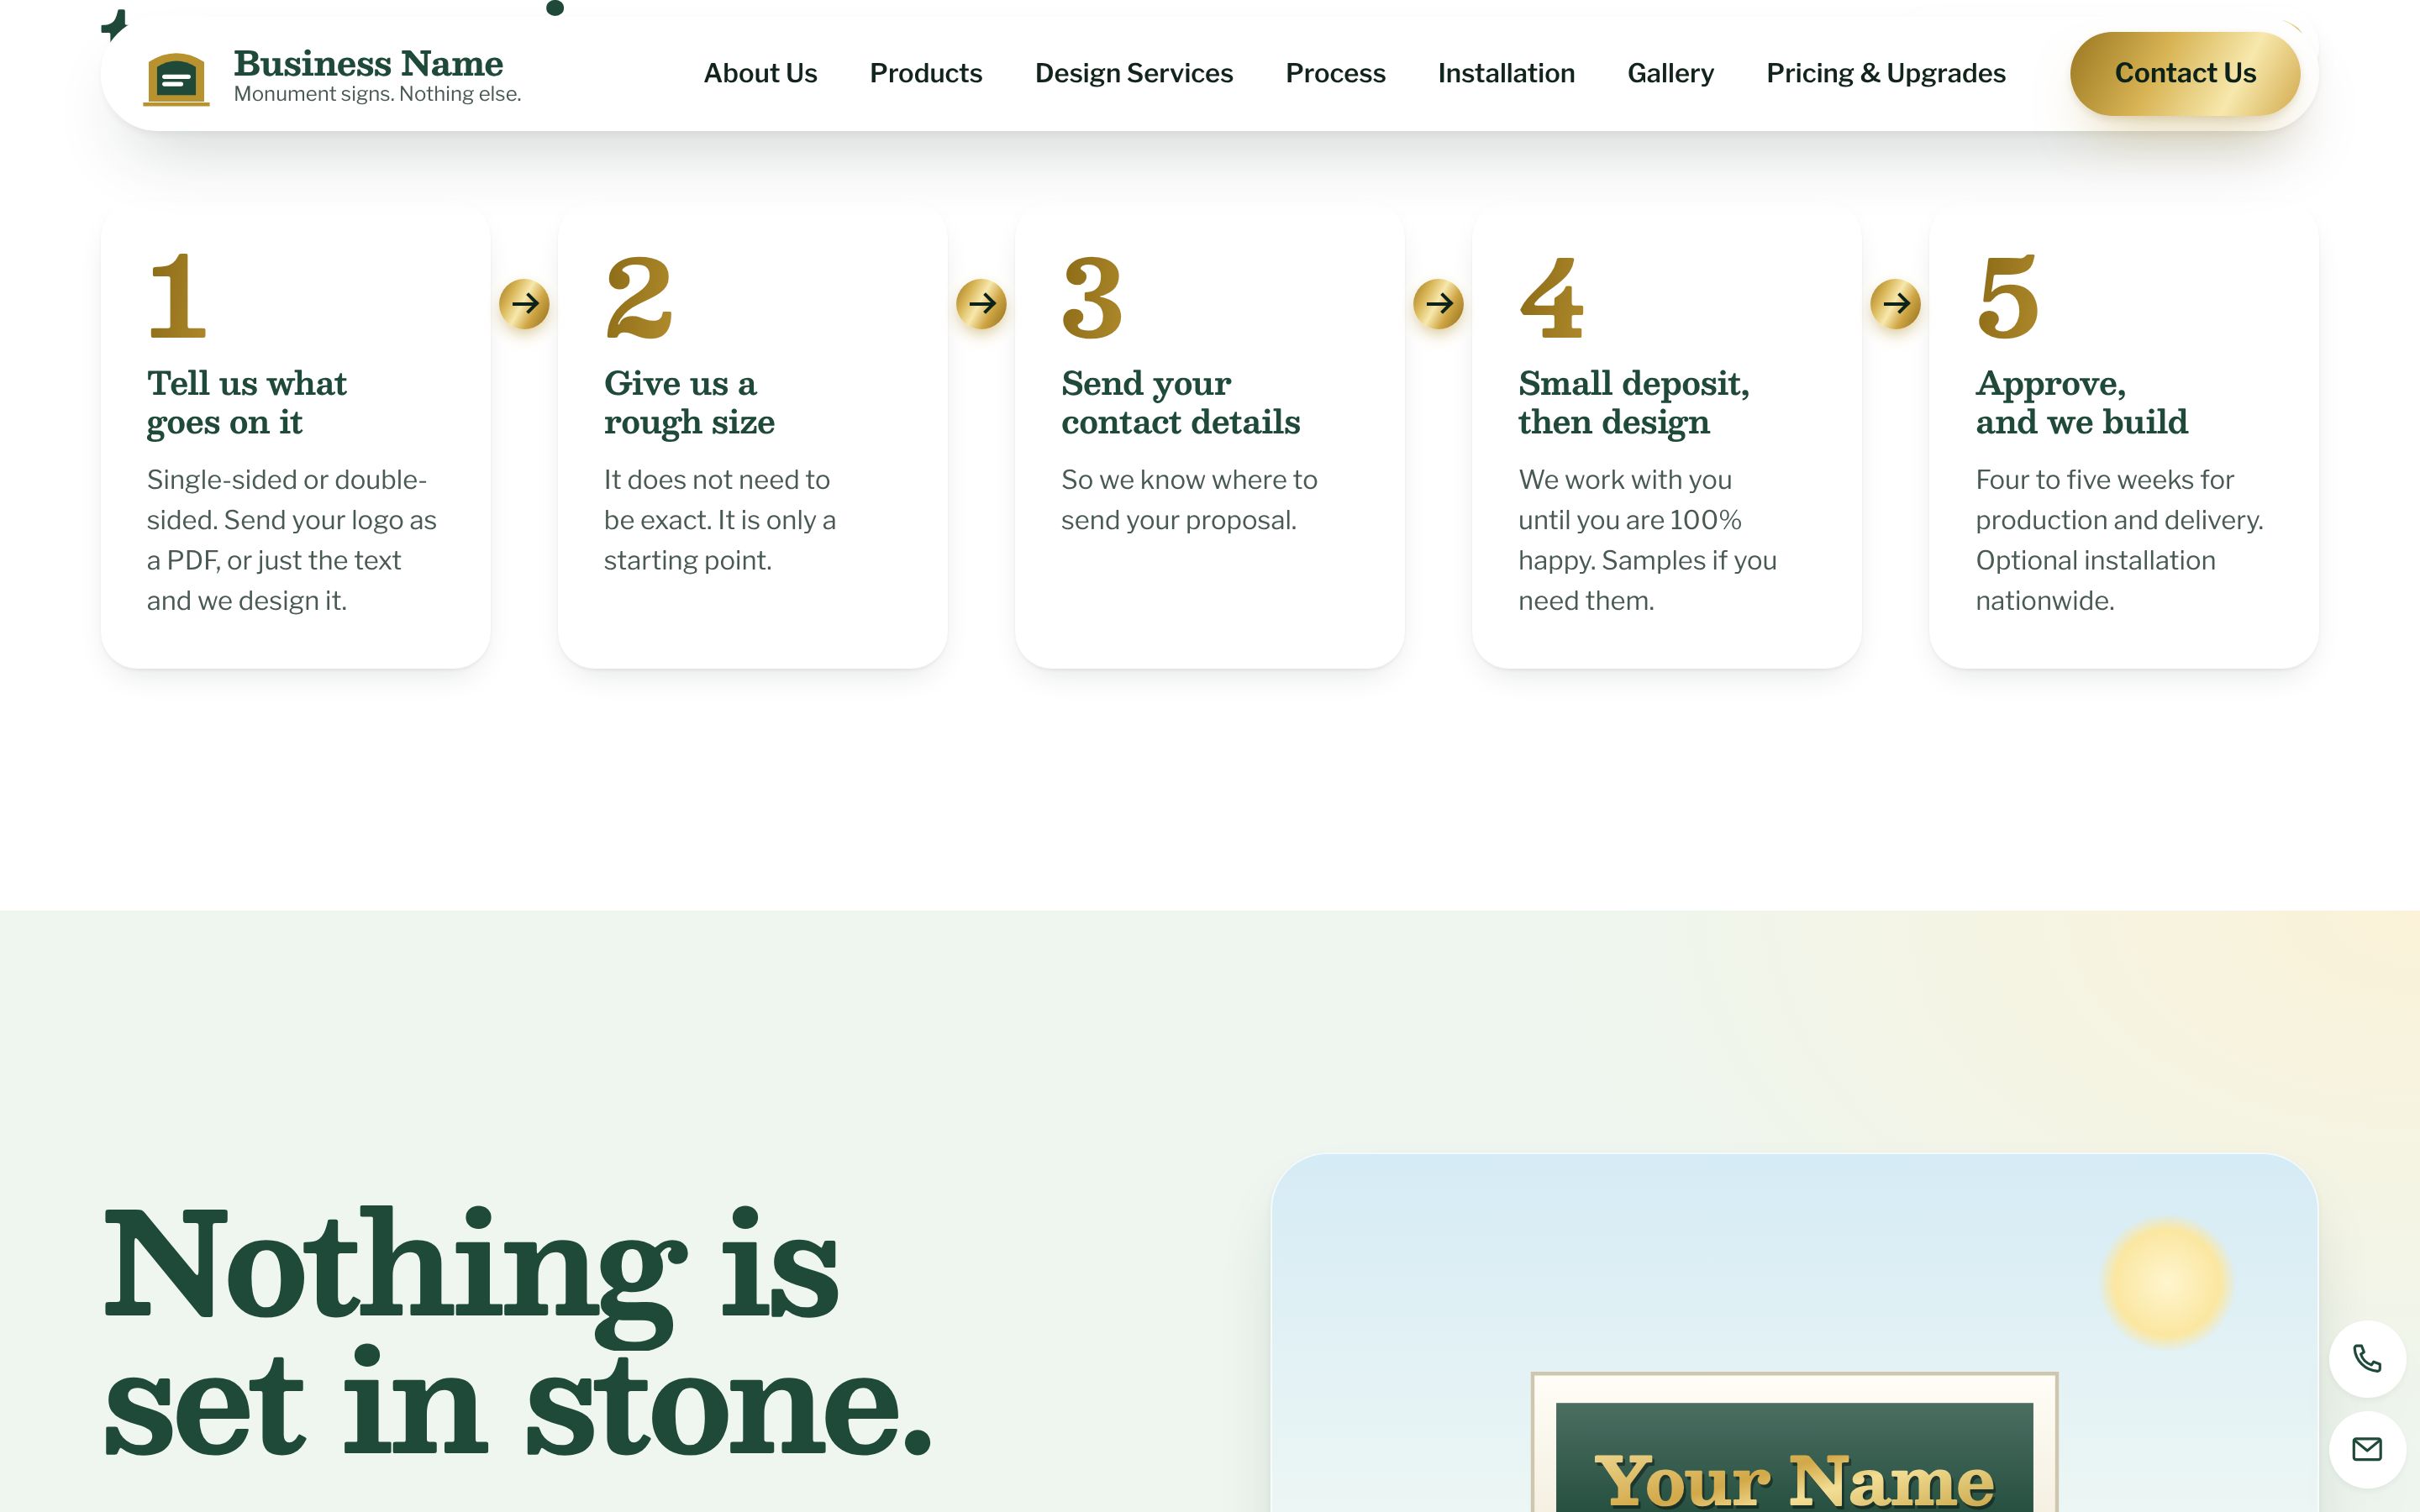 Business Name
Monument signs. Nothing else.
About Us
Products
Design Services
Process
Installation
Gallery
Pricing & Upgrades
Contact Us
1
Tell us what
goes on it
Single-sided or double-
sided. Send your logo as
a PDF, or just the text
and we design it.
2
Give us a
rough size
It does not need to
be exact. It is only a
starting point.
3
Send your
contact details
So we know where to
send your proposal.
4
Small deposit,
then design
We work with you
until you are 100%
happy. Samples if you
need them.
5
Approve,
and we build
Four to five weeks for
production and delivery.
Optional installation
nationwide.
Nothing is
set in stone.
Your Name